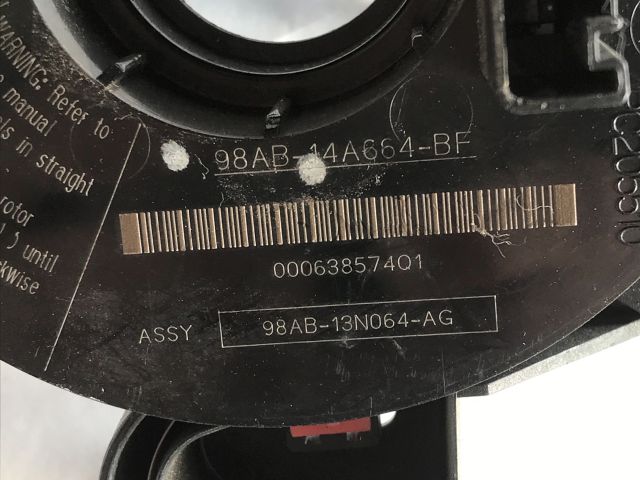 WARNING: Refer to
manual
ls in straight
rotor
until
kwise
98AB-14A664-BF
000638574Q1
ASSY 98AB-13N064-AG